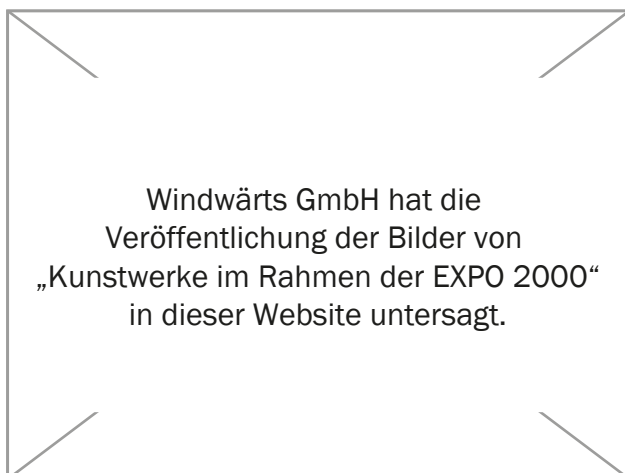 Windwärts GmbH hat die
Veröffentlichung der Bilder von
„Kunstwerke im Rahmen der EXPO 2000“
in dieser Website untersagt.